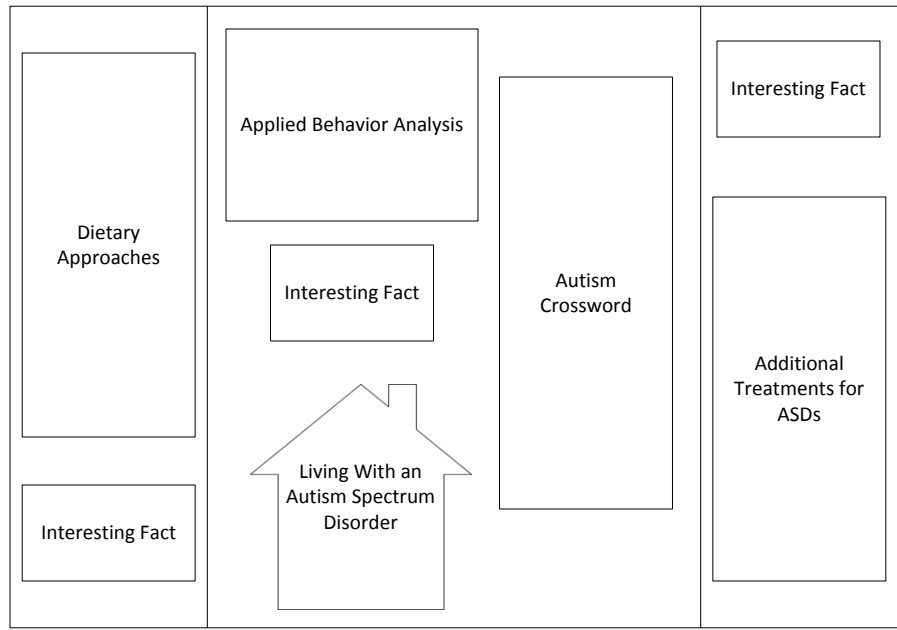 Dietary
Approaches
Interesting Fact
Applied Behavior Analysis
Interesting Fact
Living With an
Autism Spectrum
Disorder
Autism
Crossword
Interesting Fact
Additional
Treatments for
ASDs